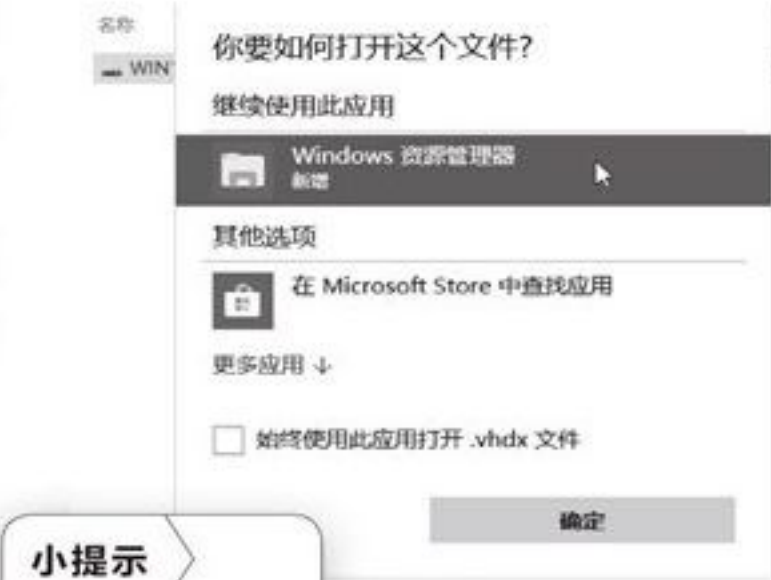 名称
WIN
你要如何打开这个文件?
继续使用此应用
Windows 资源管理器
新增
其他选项
在 Microsoft Store 中查找应用
更多应用 ↓
始终使用此应用打开 .vhdx 文件
确定
小提示